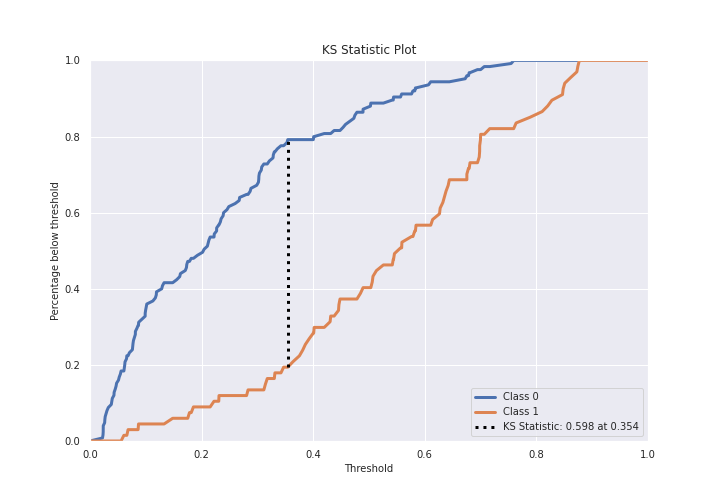 KS Statistic Plot
1.0
0.8
0.6
0.4
0.2
0.0
Percentage below threshold
0.0 0.2 0.4 0.6 0.8 1.0
Threshold
Class 0
Class 1
KS Statistic: 0.598 at 0.354